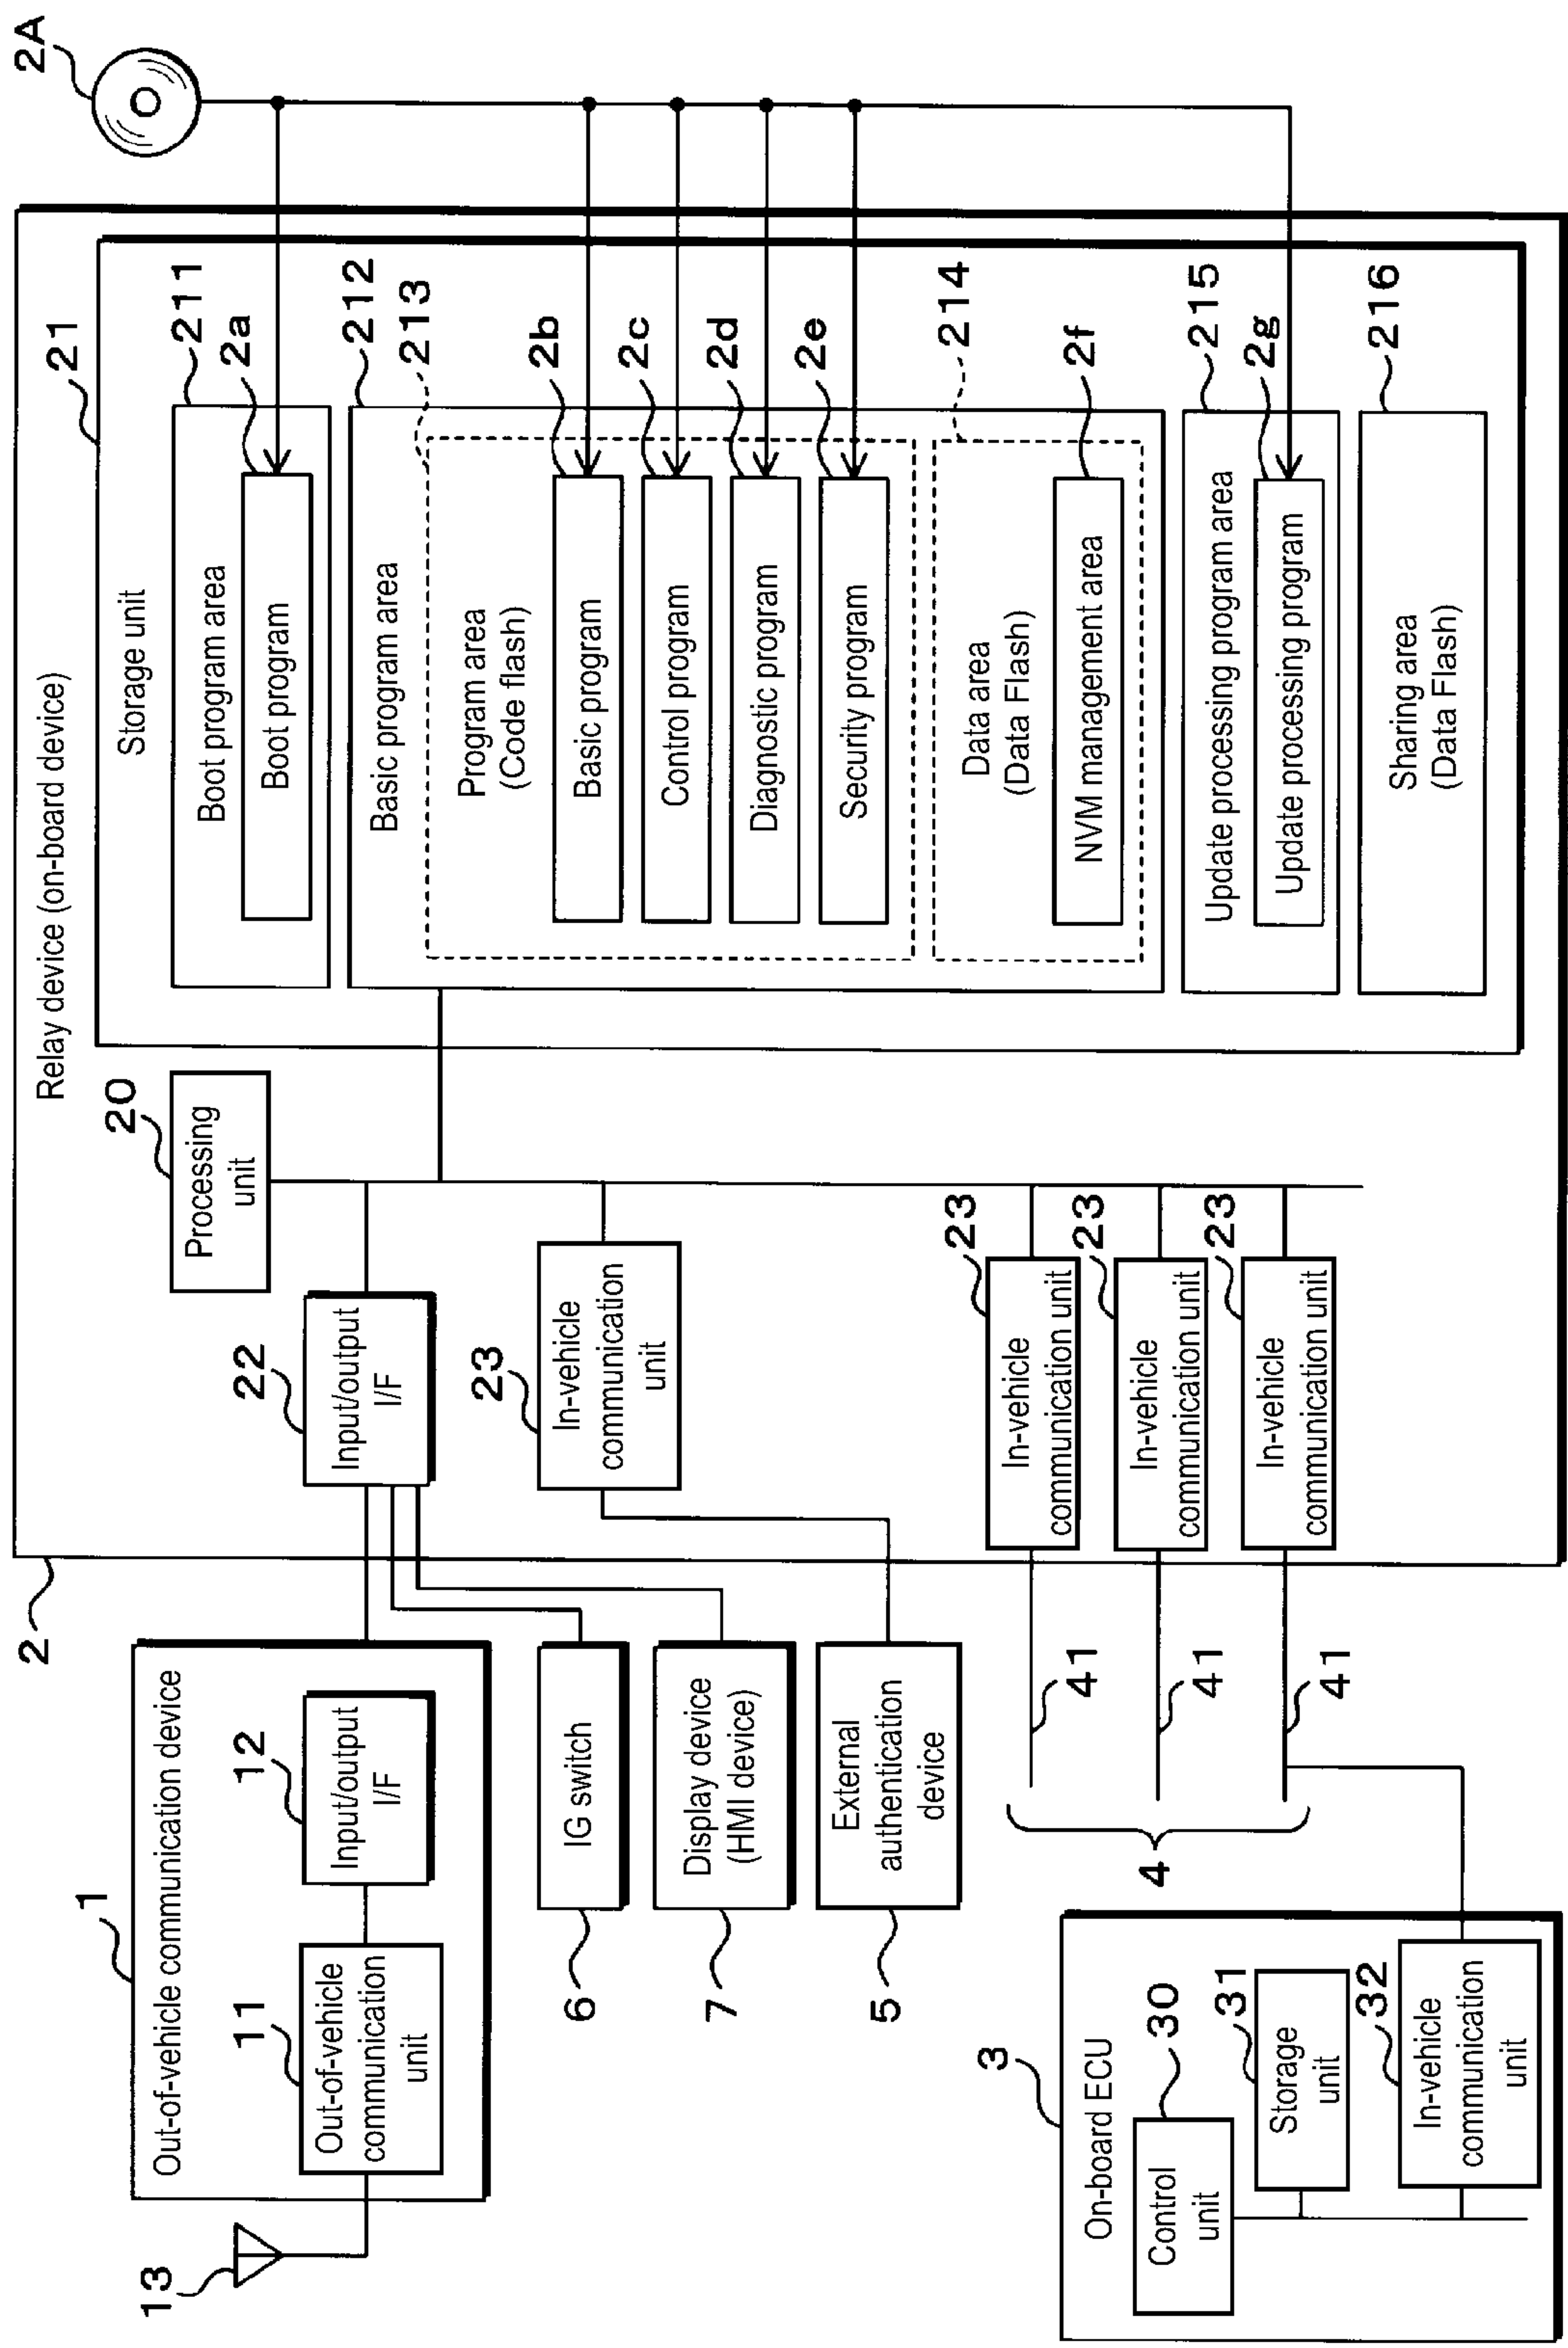 2A
Relay device (on-board device)
2
21
Storage unit
211
Boot program area
2a
Boot program
212
Basic program area
213
Program area
(Code flash)
2b
Basic program
2c
Control program
2d
Diagnostic program
2e
Security program
214
Data area
(Data Flash)
2f
NVM management area
215
Update processing program area
2g
Update processing program
216
Sharing area
(Data Flash)
20
Processing
unit
22
Input/output
I/F
23
In-vehicle
communication
unit
23
In-vehicle
communication unit
23
In-vehicle
communication unit
23
In-vehicle
communication unit
1
Out-of-vehicle communication device
12
Input/output
I/F
11
Out-of-vehicle
communication
unit
13
IG switch
6
Display device
(HMI device)
7
External
authentication
device
5
41
41
41
4
3
On-board ECU
30
Control
unit
31
Storage
unit
32
In-vehicle
communication
unit